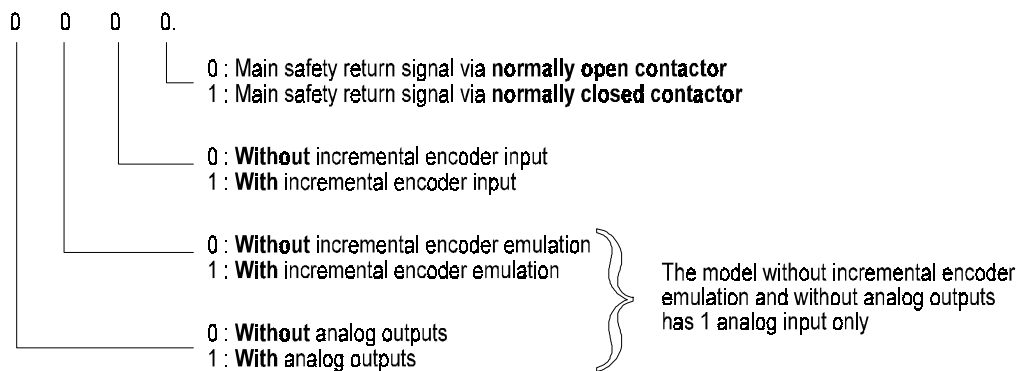 0 0 0 0.
0 : Main safety return signal via normally open contactor
1 : Main safety return signal via normally closed contactor
0 : Without incremental encoder input
1 : With incremental encoder input
0 : Without incremental encoder emulation
1 : With incremental encoder emulation
The model without incremental encoder
emulation and without analog outputs
has 1 analog input only
0 : Without analog outputs
1 : With analog outputs